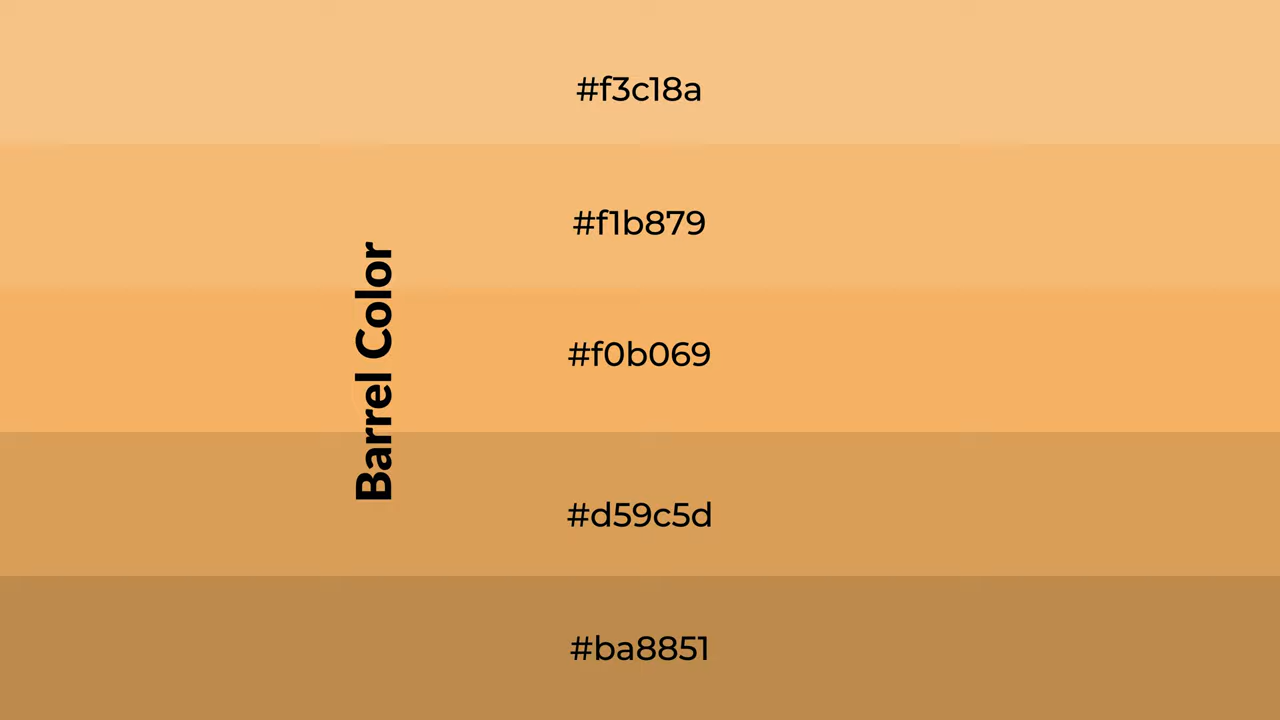 #f3c18a
#f1b879
Barrel Color
#f0b069
#d59c5d
#ba8851